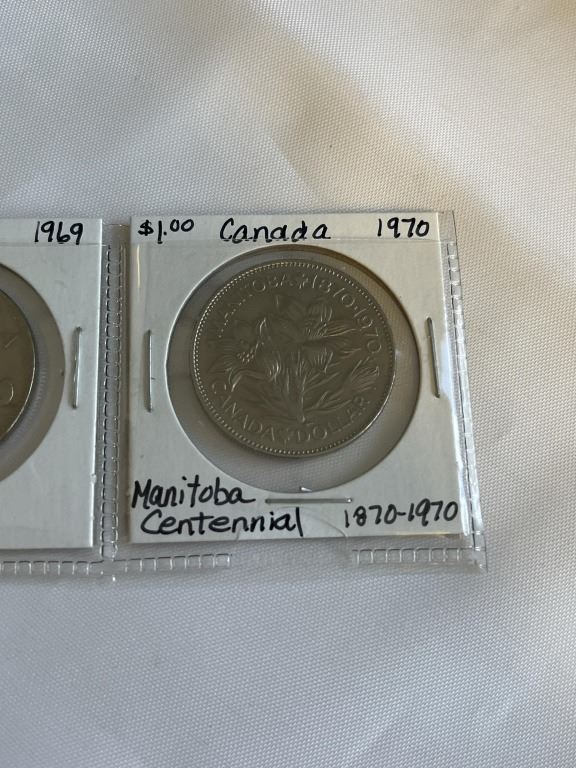 1969
$1.00 Canada 1970
MANITOBA 1870·1970
CANADA DOLLAR
Manitoba
Centennial 1870-1970